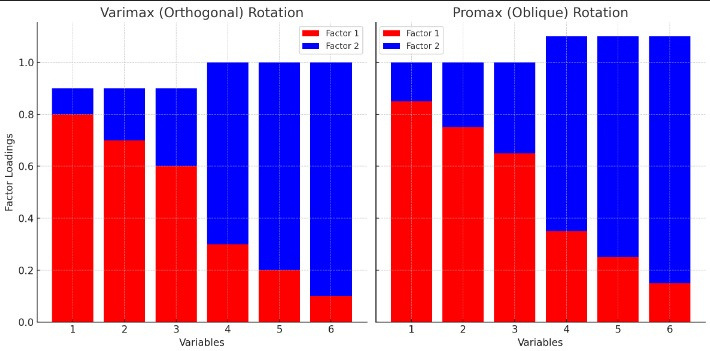 Varimax (Orthogonal) Rotation
Factor 1
Factor 2
Factor Loadings
1.0
0.8
0.6
0.4
0.2
0.0
1 2 3 4 5 6
Variables
Promax (Oblique) Rotation
Factor 1
Factor 2
1 2 3 4 5 6
Variables